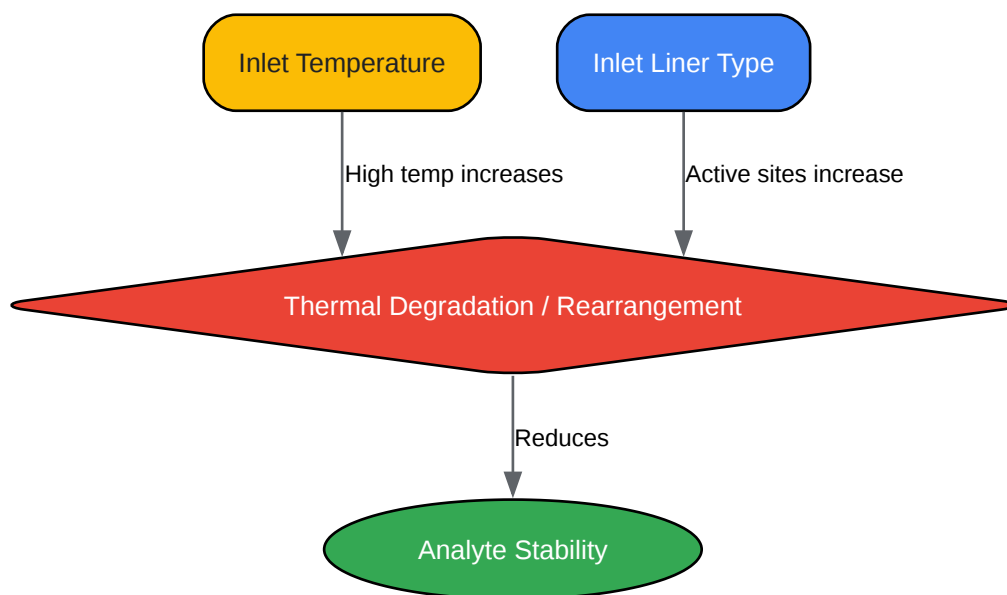 Inlet Temperature
Inlet Liner Type
High temp increases
Active sites increase
Thermal Degradation / Rearrangement
Reduces
Analyte Stability